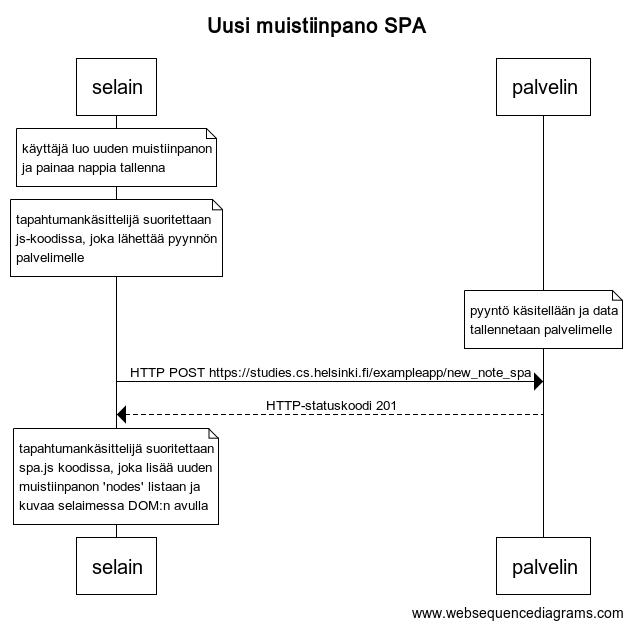 Uusi muistiinpano SPA
selain
palvelin
käyttäjä luo uuden muistiinpanon
ja painaa nappia tallenna
tapahtumankäsittelijä suoritettaan
js-koodissa, joka lähettää pyynnön
palvelimelle
pyyntö käsitellään ja data
tallennetaan palvelimelle
HTTP POST https://studies.cs.helsinki.fi/exampleapp/new_note_spa
HTTP-statuskoodi 201
tapahtumankäsittelijä suoritettaan
spa.js koodissa, joka lisää uuden
muistiinpanon 'nodes' listaan ja
kuvaa selaimessa DOM:n avulla
selain
palvelin
www.websequencediagrams.com